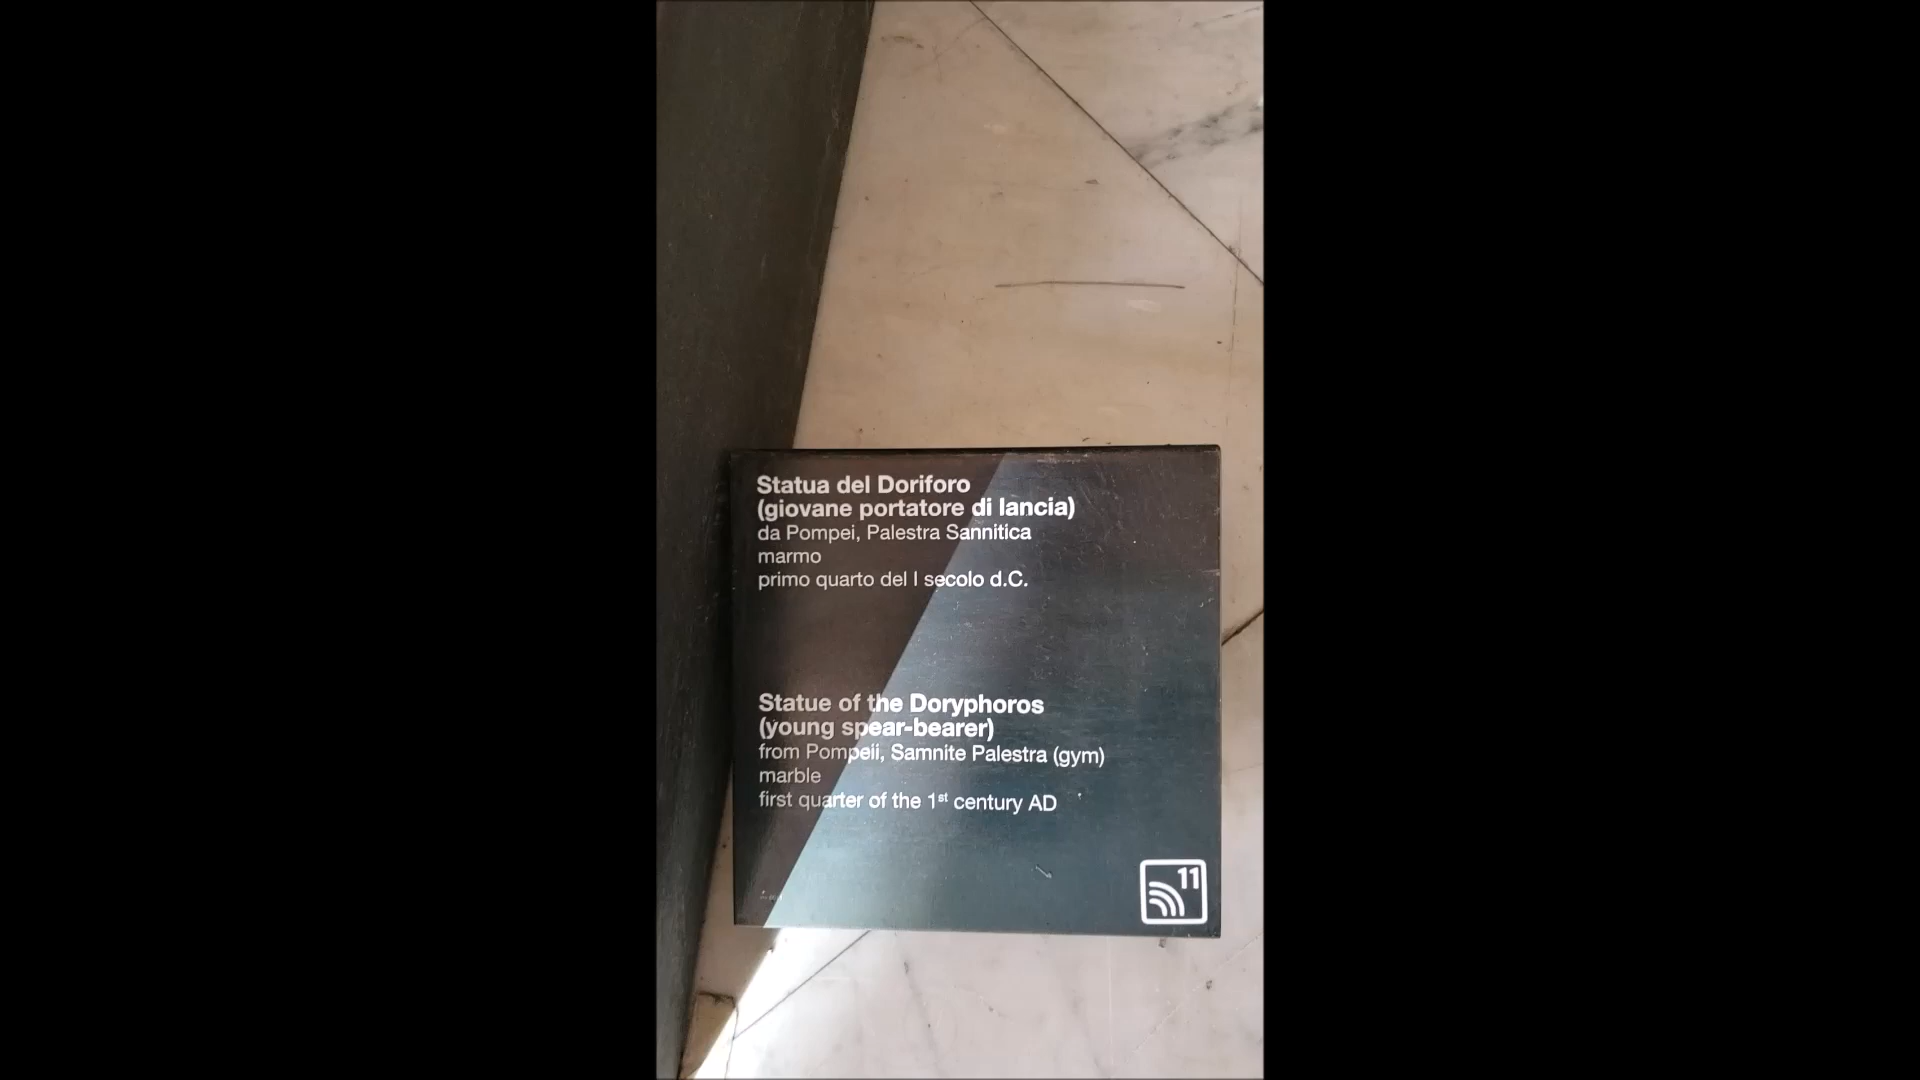 Statua del Doriforo
(giovane portatore di lancia)
da Pompei, Palestra Sannitica
marmo
primo quarto del I secolo d.C.
Statue of the Doryphoros
(young spear-bearer)
from Pompeii, Samnite Palestra (gym)
marble
first quarter of the 1st century AD
11